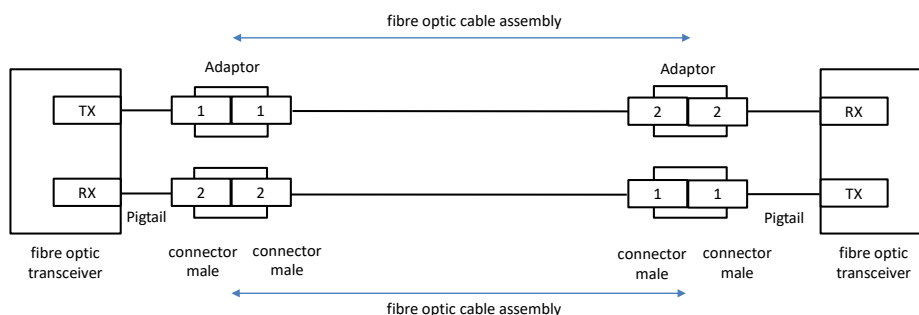 fibre optic cable assembly
Adaptor
Adaptor
TX
1
1
2
2
RX
RX
2
2
1
1
TX
Pigtail
Pigtail
fibre optic
transceiver
connector
male
connector
male
connector
male
connector
male
fibre optic
transceiver
fibre optic cable assembly